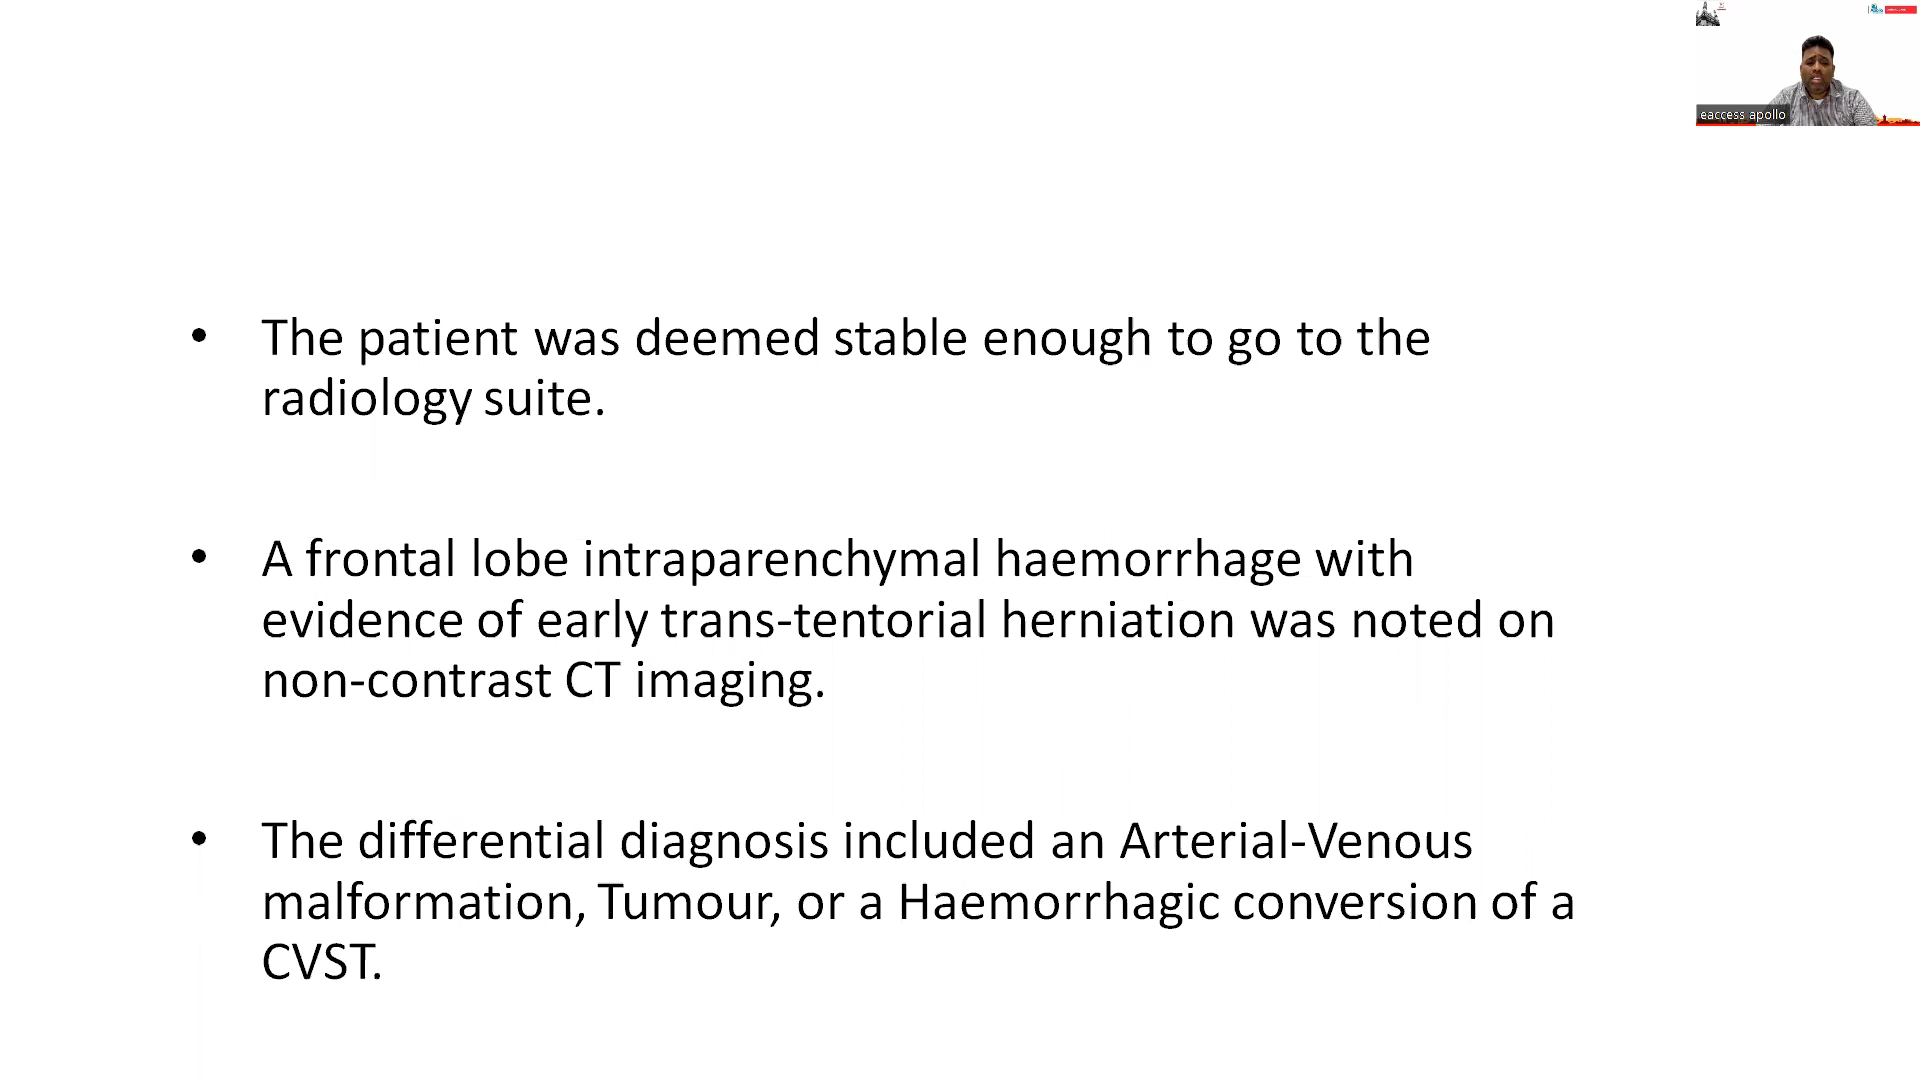 eaccess apollo
• The patient was deemed stable enough to go to the
radiology suite.
• A frontal lobe intraparenchymal haemorrhage with
evidence of early trans-tentorial herniation was noted on
non-contrast CT imaging.
• The differential diagnosis included an Arterial-Venous
malformation, Tumour, or a Haemorrhagic conversion of a
CVST.